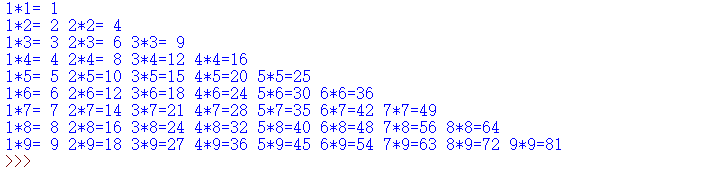 1*1= 1
1*2= 2 2*2= 4
1*3= 3 2*3= 6 3*3= 9
1*4= 4 2*4= 8 3*4=12 4*4=16
1*5= 5 2*5=10 3*5=15 4*5=20 5*5=25
1*6= 6 2*6=12 3*6=18 4*6=24 5*6=30 6*6=36
1*7= 7 2*7=14 3*7=21 4*7=28 5*7=35 6*7=42 7*7=49
1*8= 8 2*8=16 3*8=24 4*8=32 5*8=40 6*8=48 7*8=56 8*8=64
1*9= 9 2*9=18 3*9=27 4*9=36 5*9=45 6*9=54 7*9=63 8*9=72 9*9=81
>>>